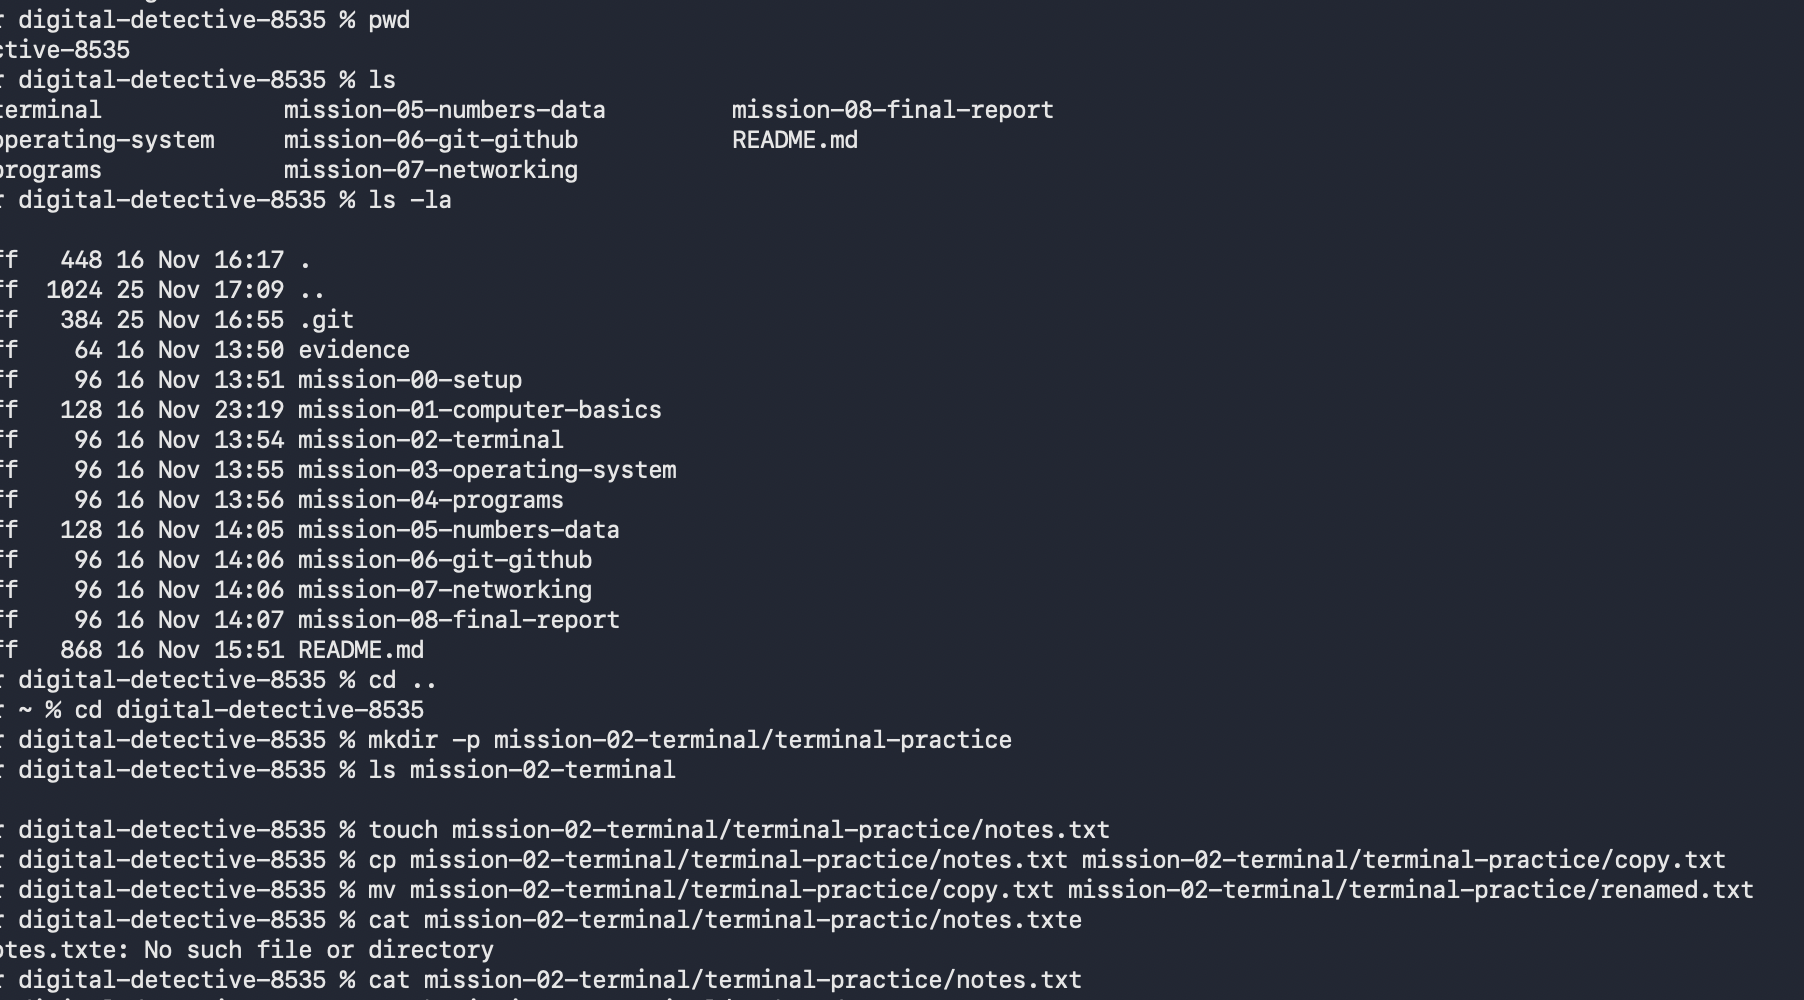 digital-detective-8535 % pwd
ctive-8535
digital-detective-8535 % ls
terminal mission-05-numbers-data mission-08-final-report
operating-system mission-06-git-github README.md
programs mission-07-networking
digital-detective-8535 % ls -la
ff 448 16 Nov 16:17 .
ff 1024 25 Nov 17:09 ..
ff 384 25 Nov 16:55 .git
ff 64 16 Nov 13:50 evidence
ff 96 16 Nov 13:51 mission-00-setup
ff 128 16 Nov 23:19 mission-01-computer-basics
ff 96 16 Nov 13:54 mission-02-terminal
ff 96 16 Nov 13:55 mission-03-operating-system
ff 96 16 Nov 13:56 mission-04-programs
ff 128 16 Nov 14:05 mission-05-numbers-data
ff 96 16 Nov 14:06 mission-06-git-github
ff 96 16 Nov 14:06 mission-07-networking
ff 96 16 Nov 14:07 mission-08-final-report
ff 868 16 Nov 15:51 README.md
r digital-detective-8535 % cd ..
r ~ % cd digital-detective-8535
r digital-detective-8535 % mkdir -p mission-02-terminal/terminal-practice
r digital-detective-8535 % ls mission-02-terminal
r digital-detective-8535 % touch mission-02-terminal/terminal-practice/notes.txt
r digital-detective-8535 % cp mission-02-terminal/terminal-practice/notes.txt mission-02-terminal/terminal-practice/copy.txt
r digital-detective-8535 % mv mission-02-terminal/terminal-practice/copy.txt mission-02-terminal/terminal-practice/renamed.txt
r digital-detective-8535 % cat mission-02-terminal/terminal-practic/notes.txte
otes.txte: No such file or directory
r digital-detective-8535 % cat mission-02-terminal/terminal-practice/notes.txt